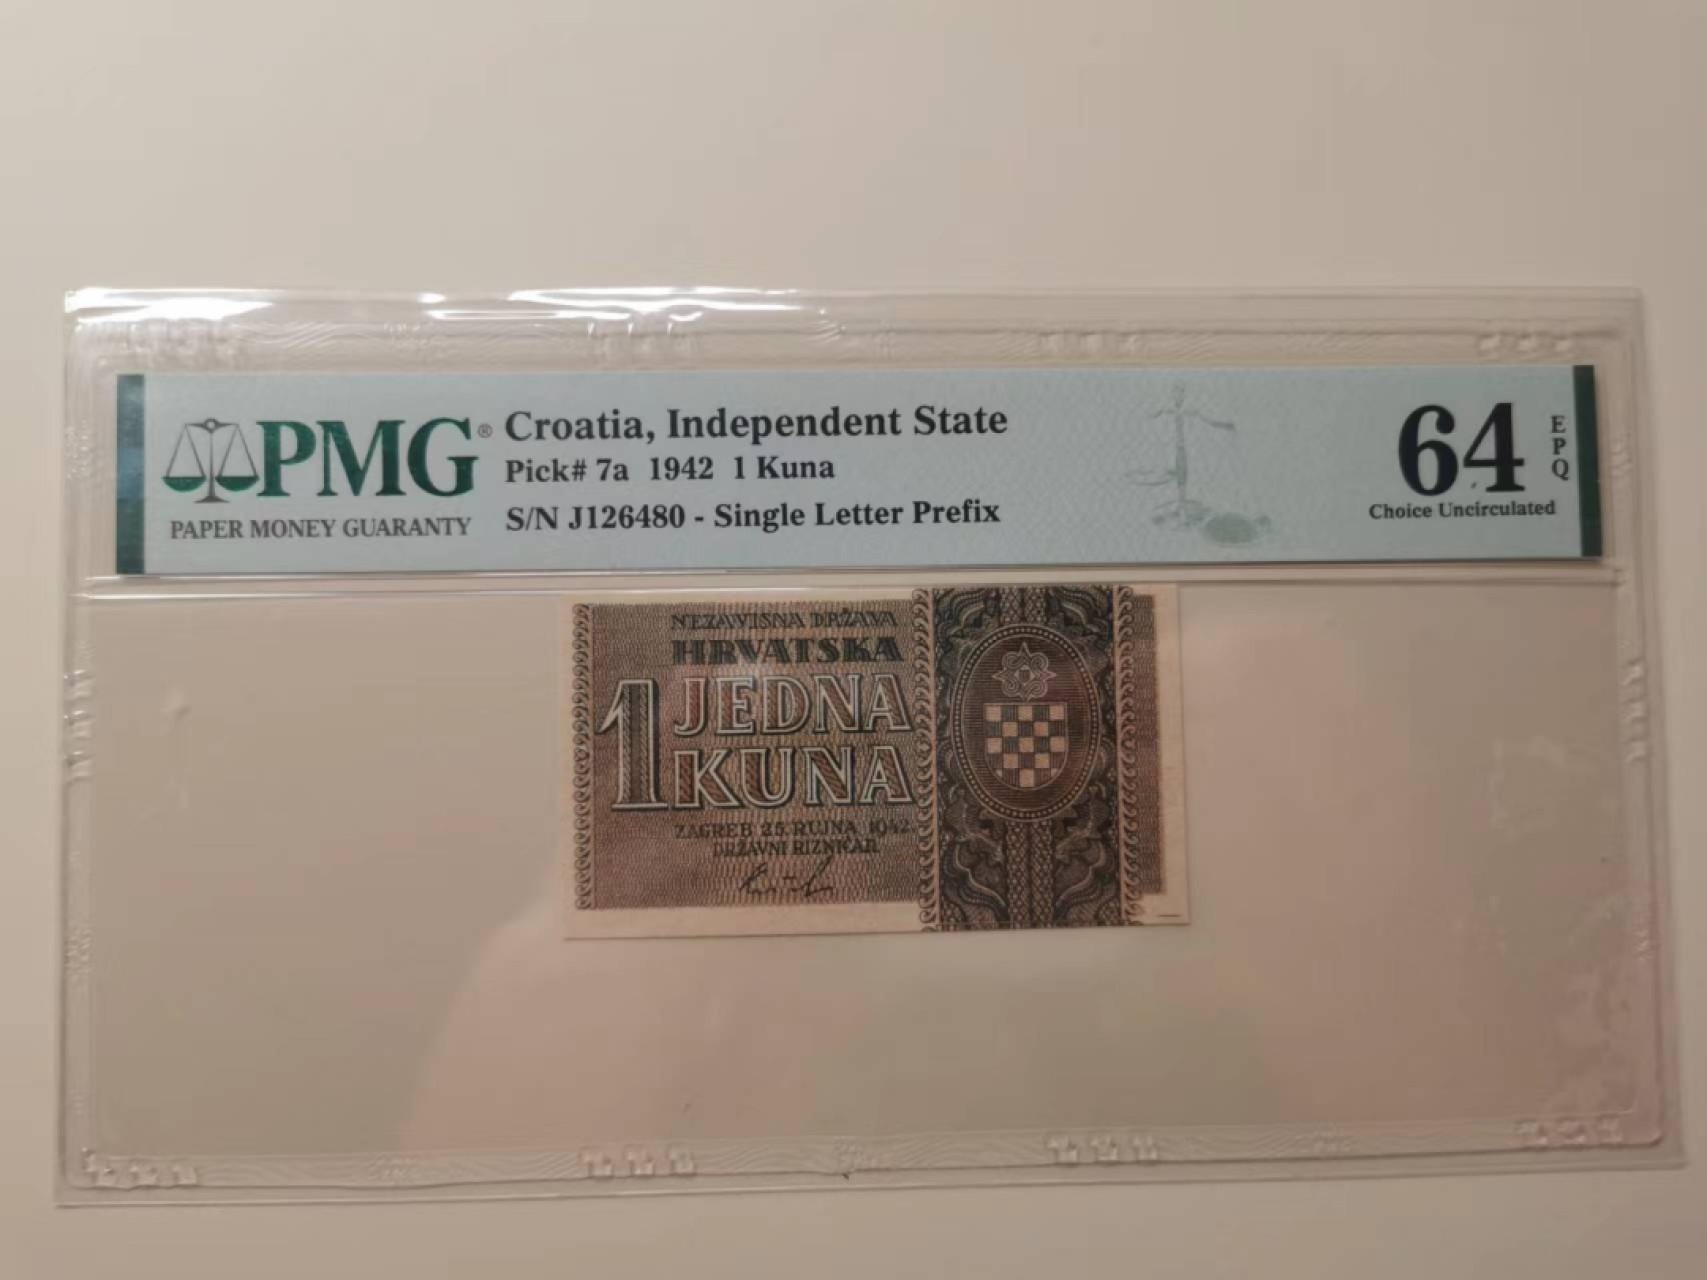 PMG®
PAPER MONEY GUARANTY
Croatia, Independent State
Pick# 7a 1942 1 Kuna
S/N J126480 - Single Letter Prefix
64
EPQ
Choice Uncirculated
NEZAVISNA DRŽAVA
HRVATSKA
1 JEDNA
KUNA
ZAGREB 25. RUJNA 1942.
DRŽAVNI RIZNIČAR